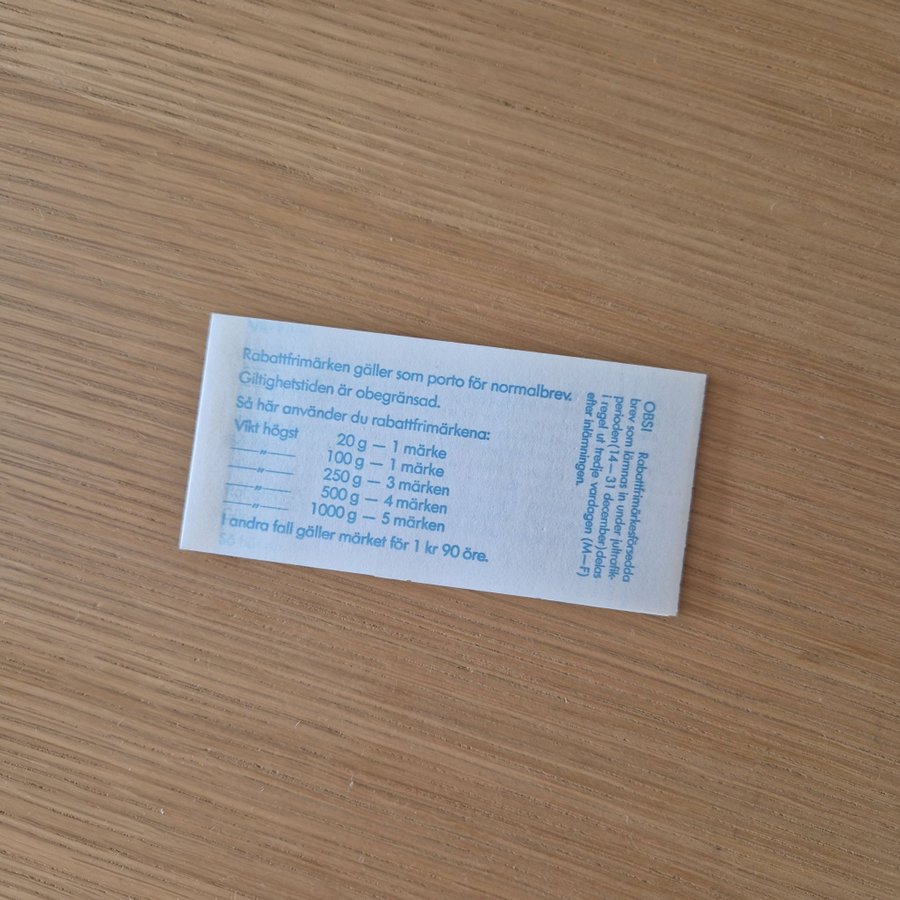 Rabattfrimärken gäller som porto för normalbrev.
Giltighetstiden är obegränsad.
Så här använder du rabattfrimärkena:
Vikt högst 20 g — 1 märke
—〃— 100 g — 1 märke
—〃— 250 g — 3 märken
—〃— 500 g — 4 märken
—〃— 1000 g — 5 märken
I andra fall gäller märket för 1 kr 90 öre.
OBS! Rabattfrimärkesförsedda
brev som lämnas in under jultrafik-
perioden (14—31 december) delas
i regel ut tredje vardagen (M—F)
efter inlämningen.